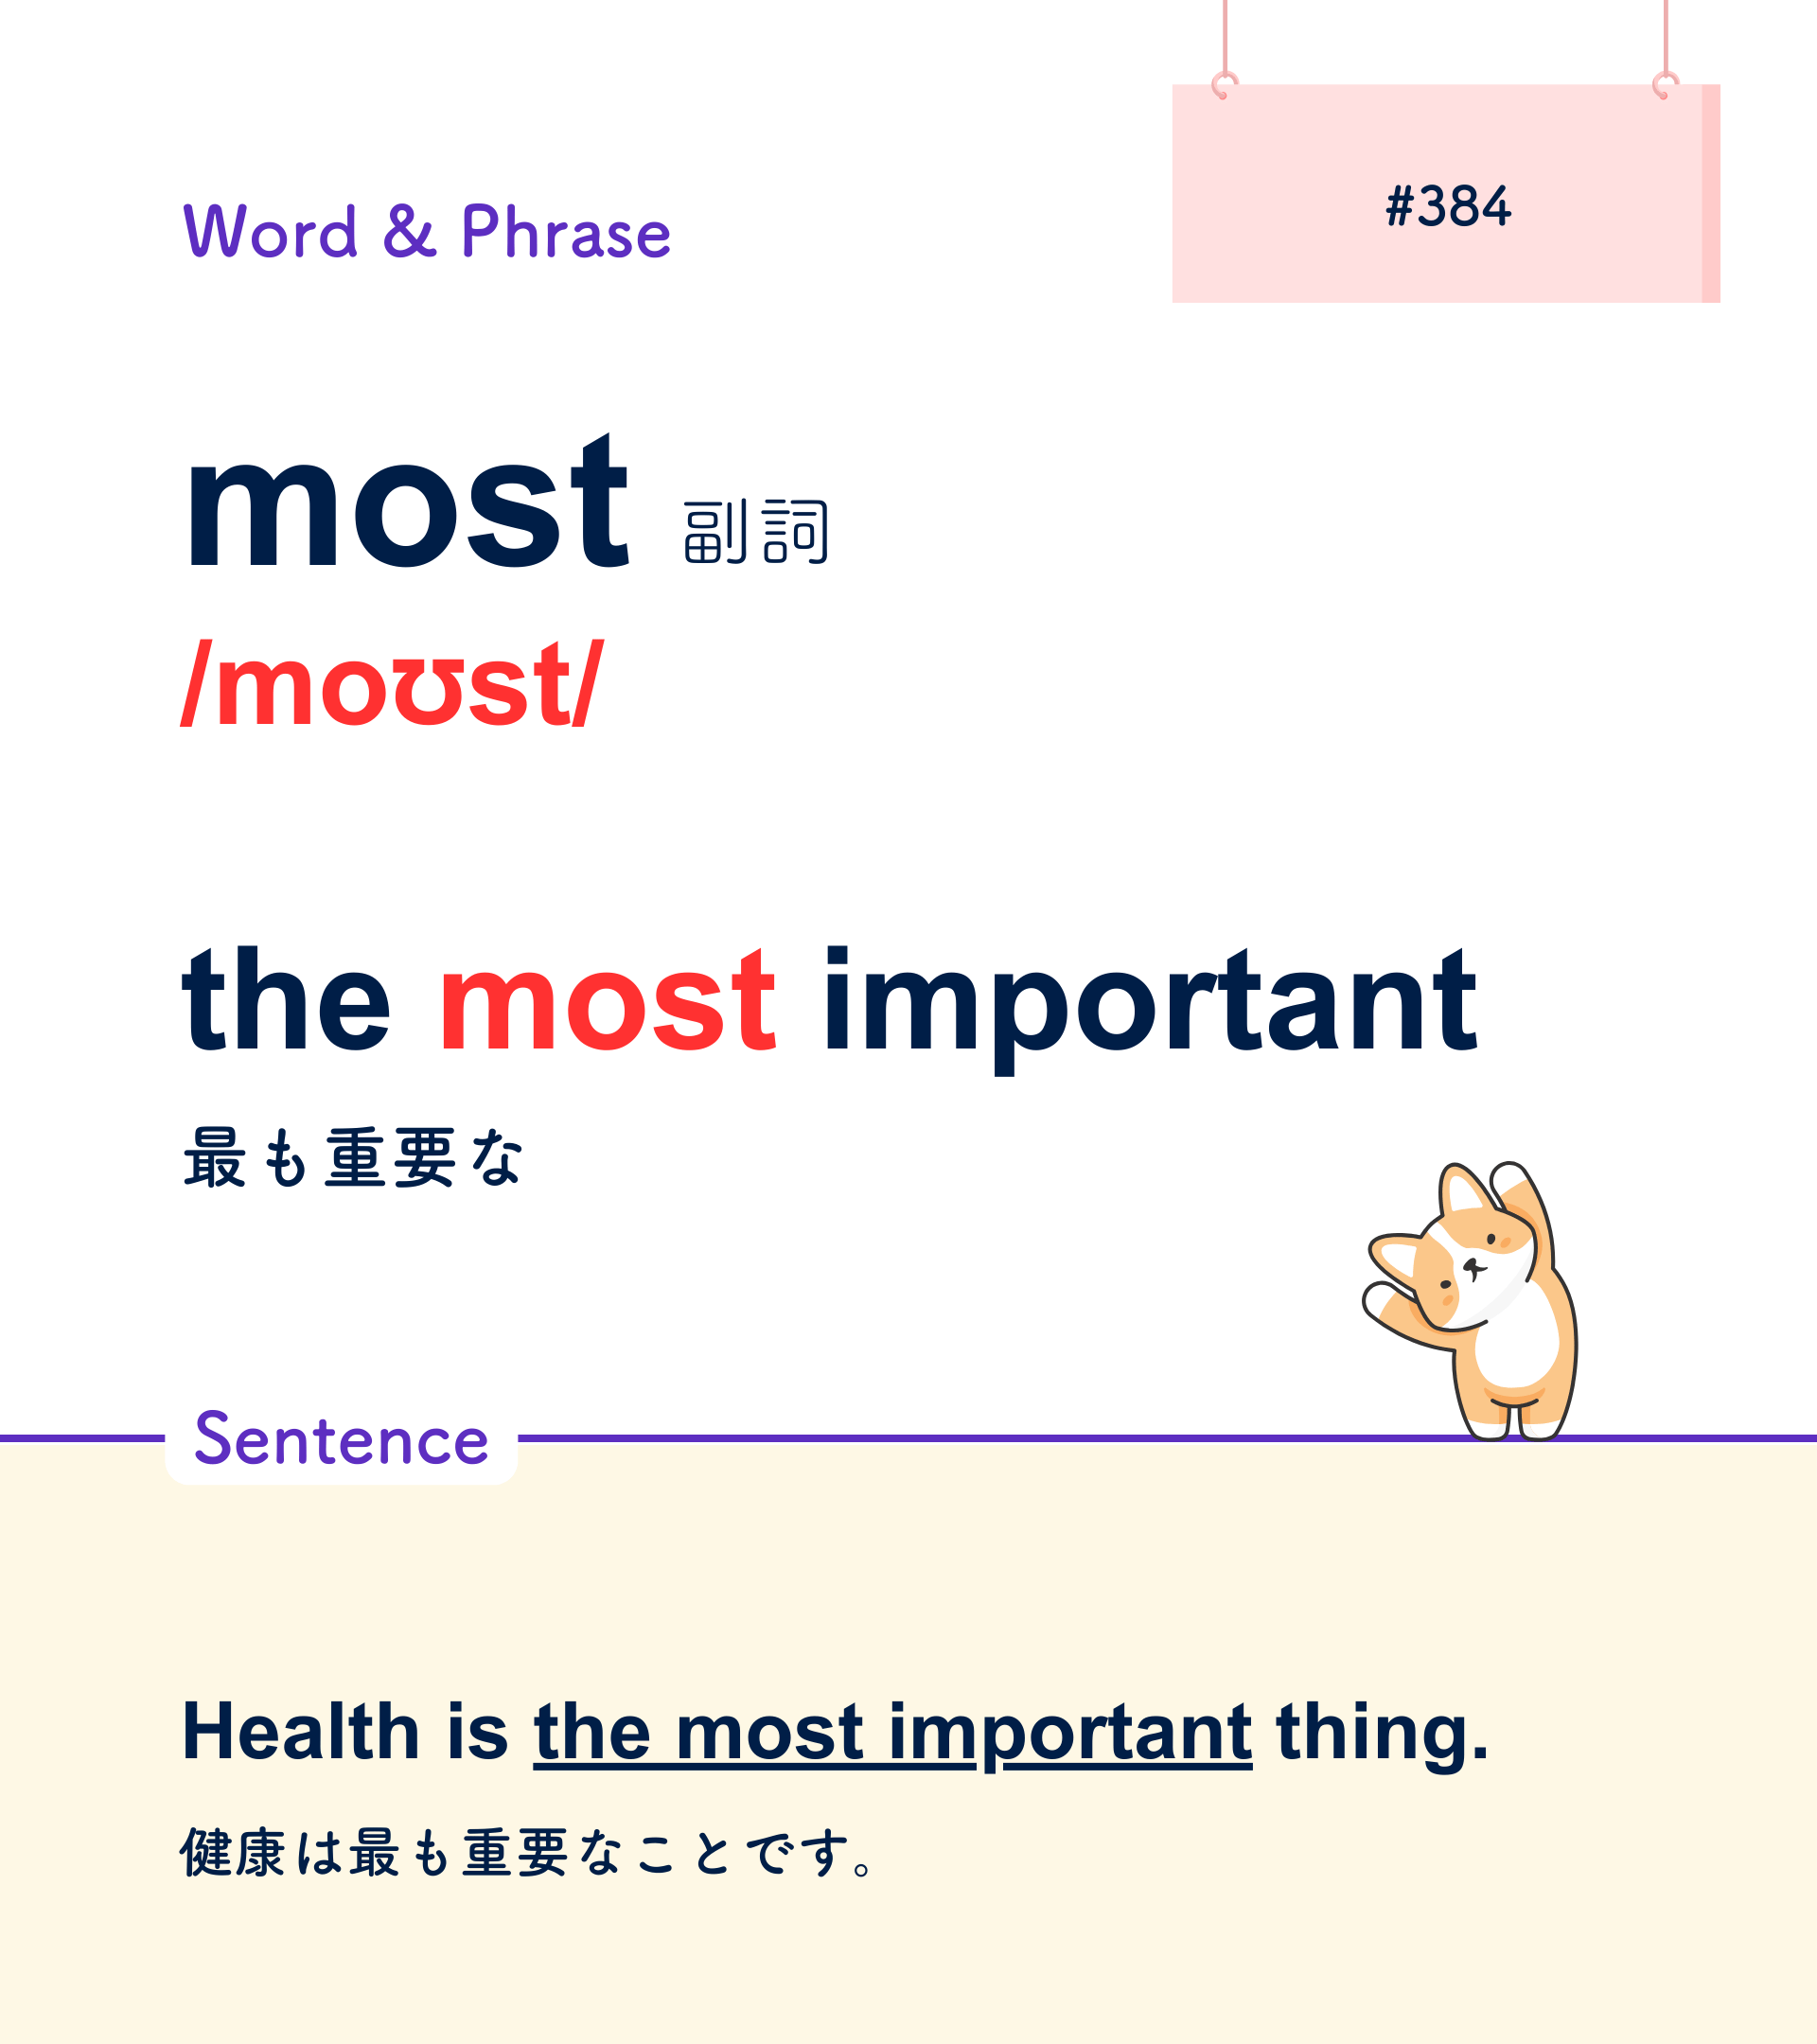 #384
Word & Phrase
most 副詞
/moʊst/
the most important
最も重要な
Sentence
Health is the most important thing.
健康は最も重要なことです。